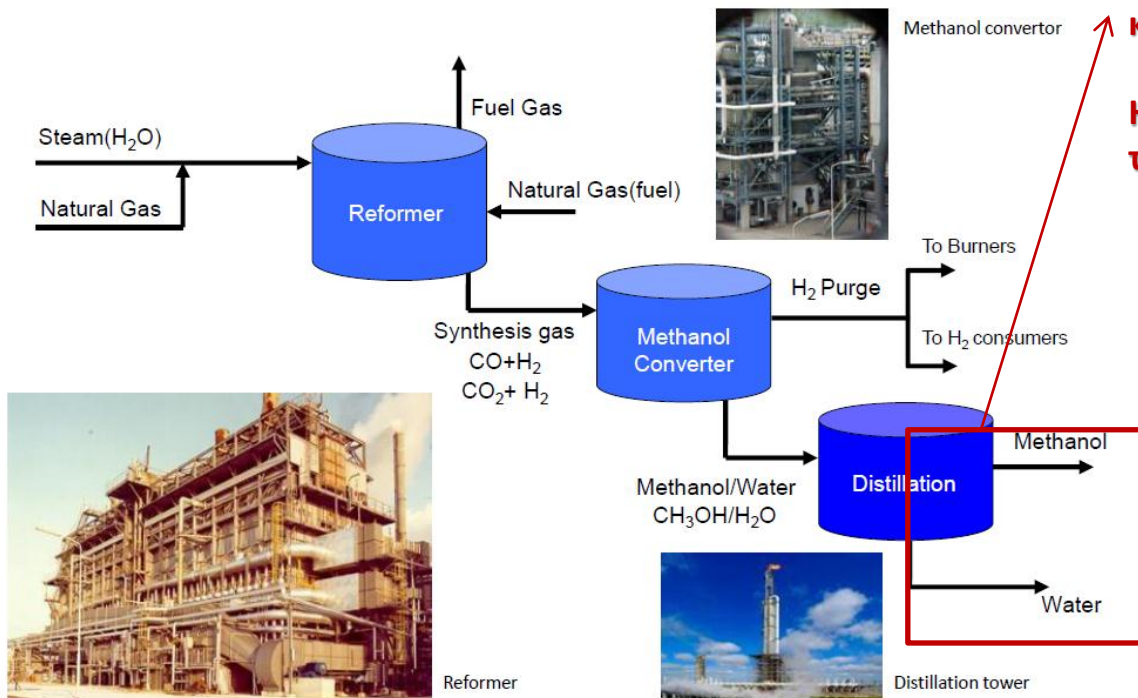 Methanol convertor
Fuel Gas
Steam(H₂O)
Natural Gas
Reformer
Natural Gas(fuel)
To Burners
H₂ Purge
To H₂ consumers
Synthesis gas
CO+H₂
CO₂+ H₂
Methanol
Converter
Methanol
Methanol/Water
CH₃OH/H₂O
Distillation
Water
Reformer
Distillation tower